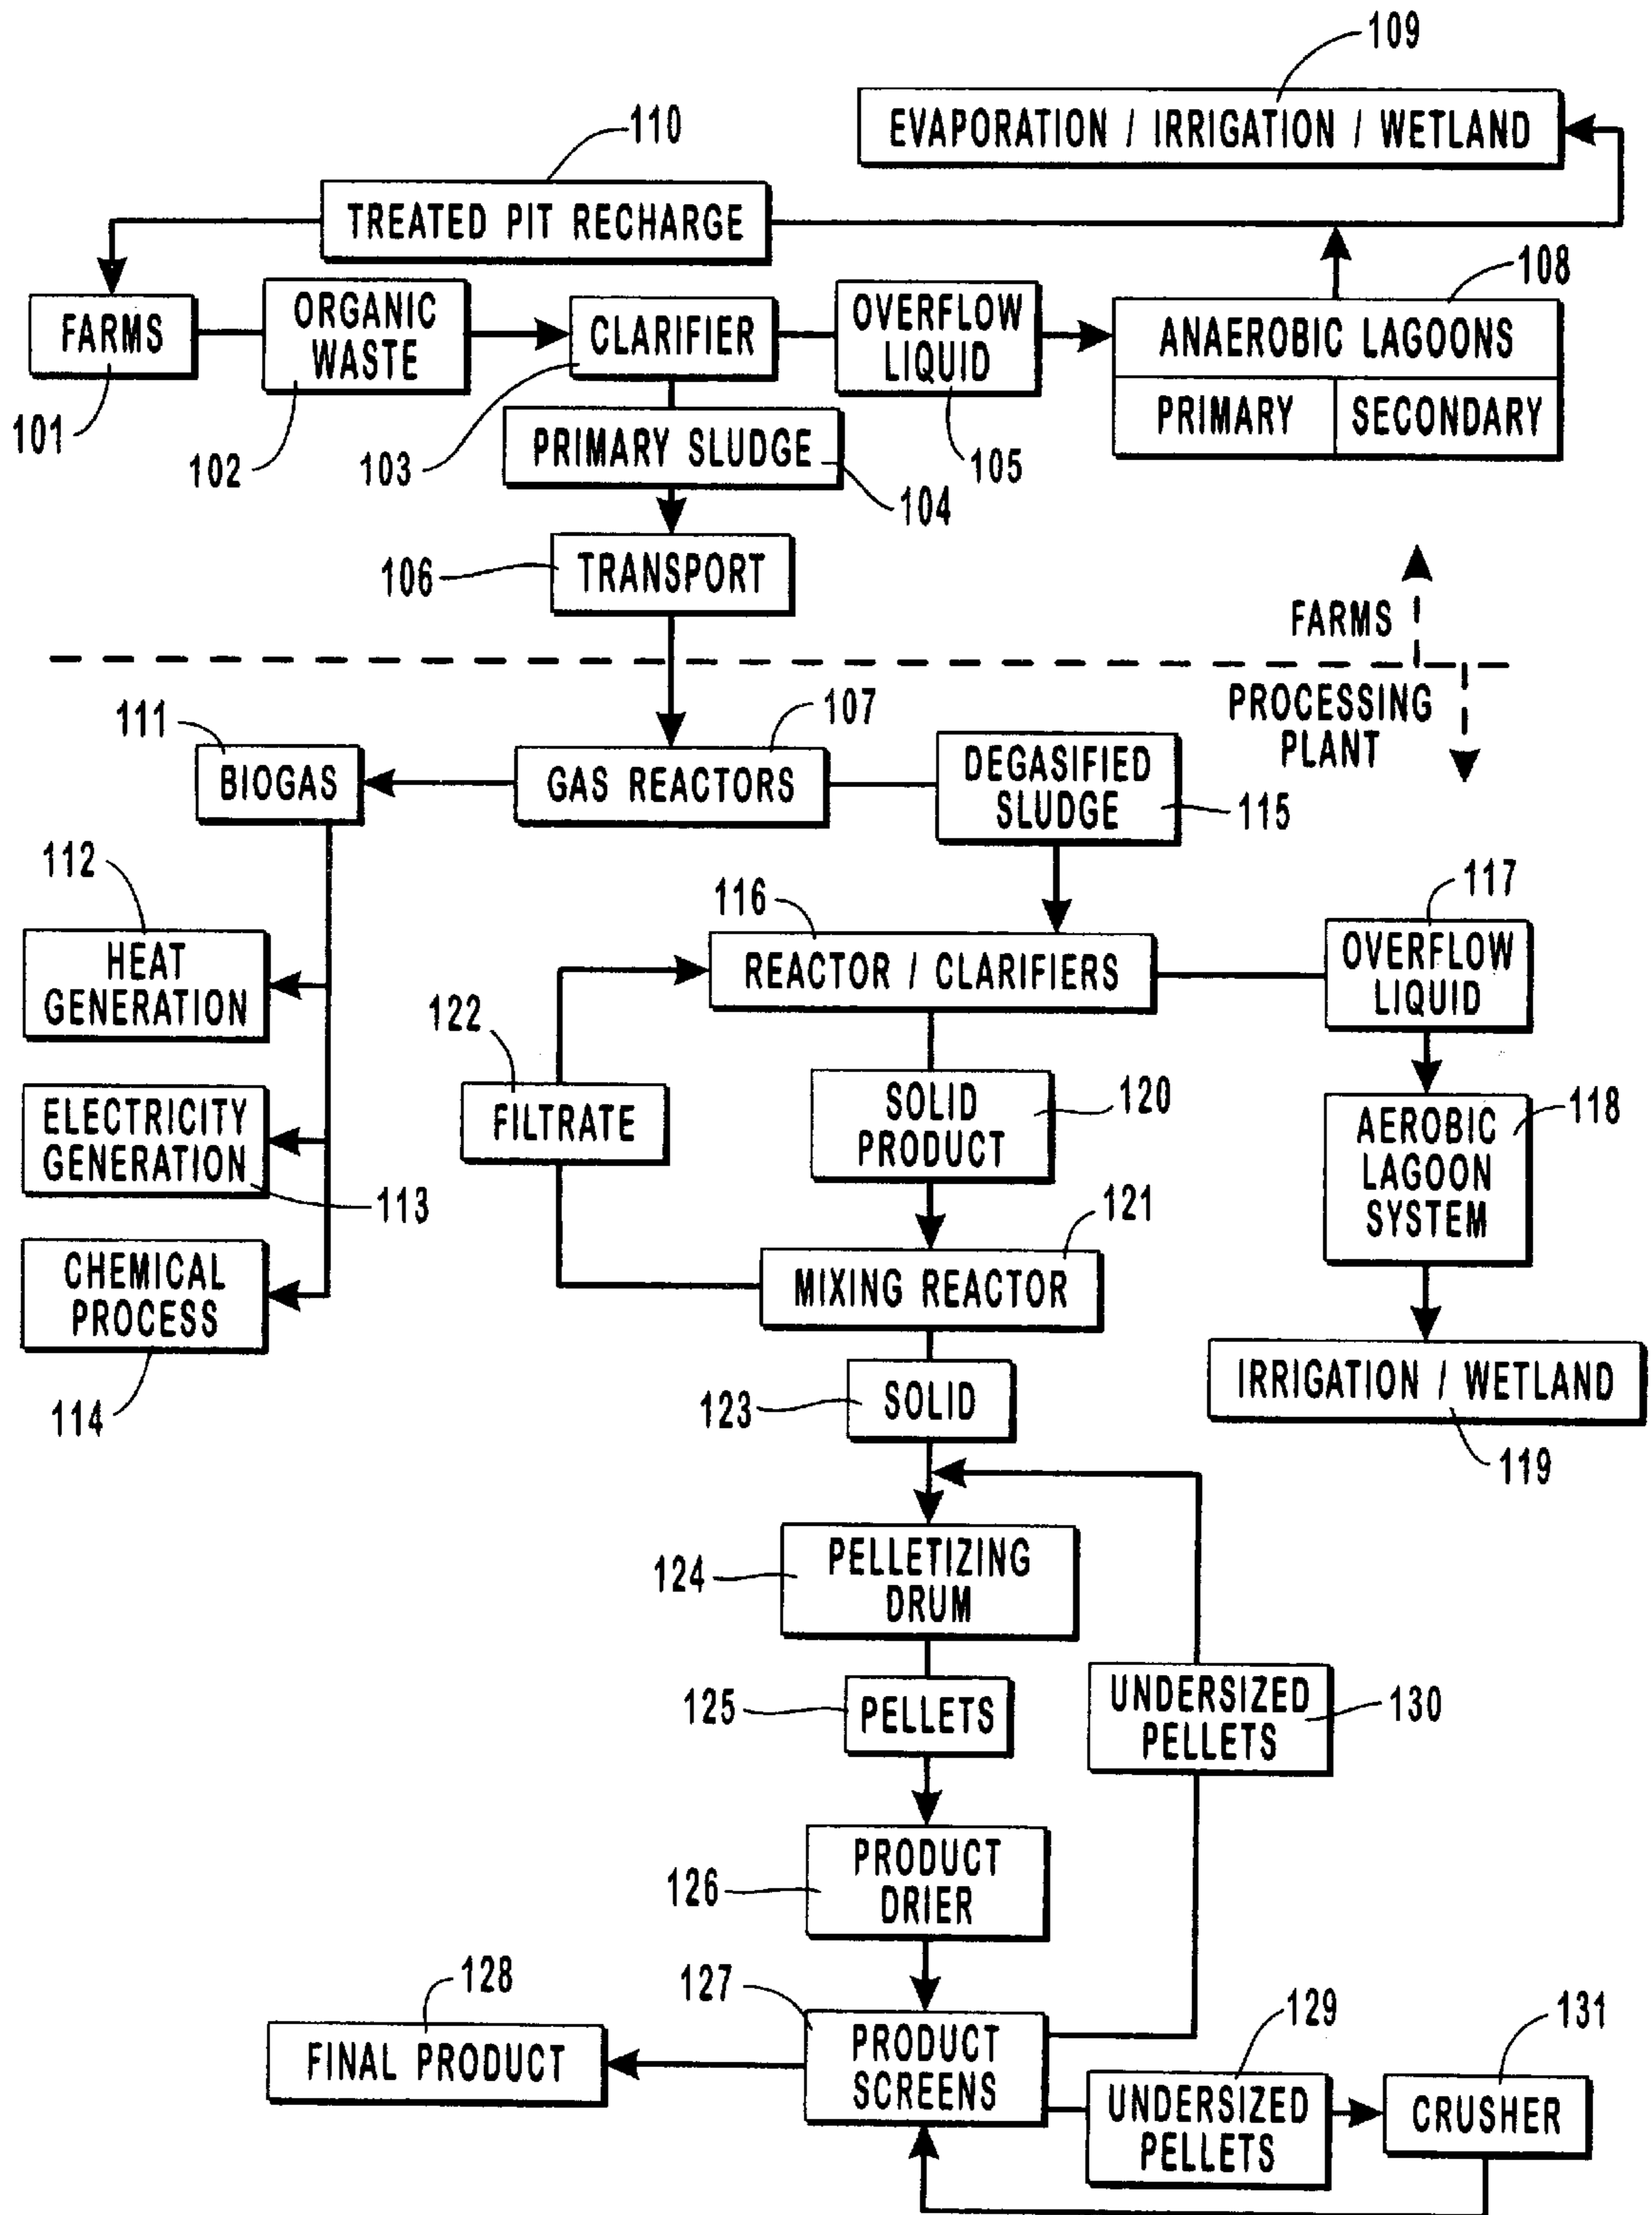 109
EVAPORATION / IRRIGATION / WETLAND
110
TREATED PIT RECHARGE
108
FARMS
ORGANIC
WASTE
CLARIFIER
OVERFLOW
LIQUID
ANAEROBIC LAGOONS
PRIMARY
SECONDARY
101
102
103
PRIMARY SLUDGE
105
104
106
TRANSPORT
FARMS
PROCESSING
PLANT
111
107
BIOGAS
GAS REACTORS
DEGASIFIED
SLUDGE
115
112
116
117
HEAT
GENERATION
REACTOR / CLARIFIERS
OVERFLOW
LIQUID
122
ELECTRICITY
GENERATION
FILTRATE
SOLID
PRODUCT
120
AEROBIC
LAGOON
SYSTEM
118
113
121
CHEMICAL
PROCESS
MIXING REACTOR
114
123
SOLID
IRRIGATION / WETLAND
119
124
PELLETIZING
DRUM
125
PELLETS
UNDERSIZED
PELLETS
130
126
PRODUCT
DRIER
128
127
129
131
FINAL PRODUCT
PRODUCT
SCREENS
UNDERSIZED
PELLETS
CRUSHER